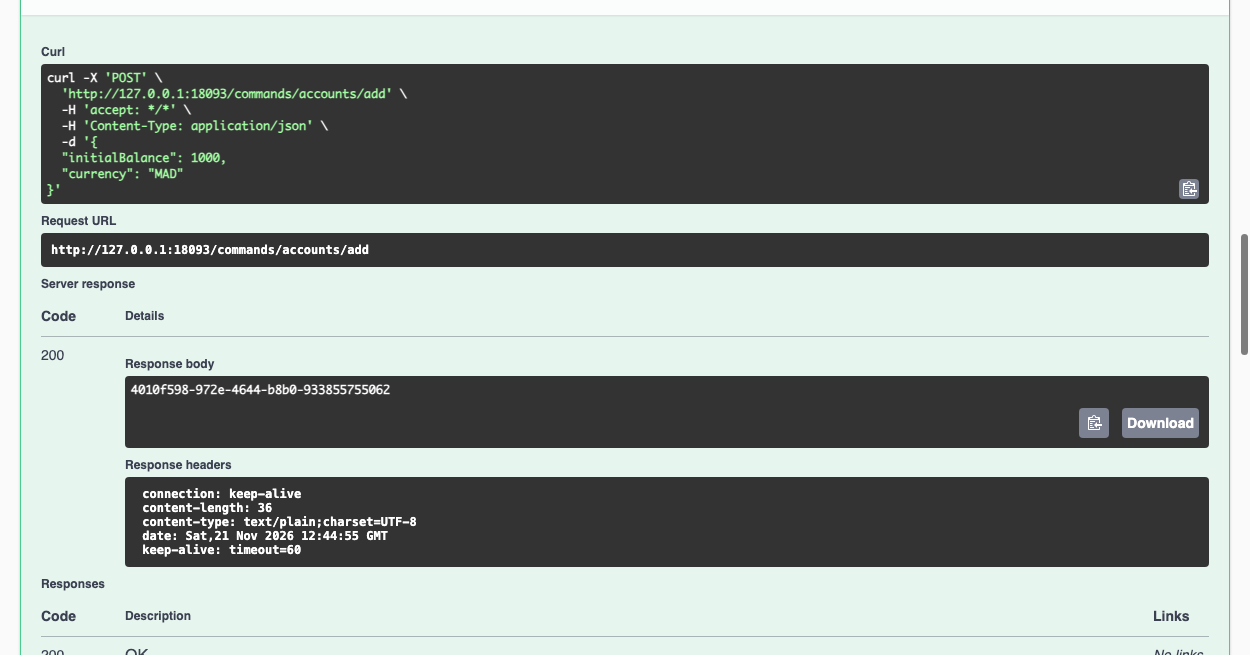 Curl
curl -X 'POST' \
'http://127.0.0.1:18093/commands/accounts/add' \
-H 'accept: */*' \
-H 'Content-Type: application/json' \
-d '{
"initialBalance": 1000,
"currency": "MAD"
}'
Request URL
http://127.0.0.1:18093/commands/accounts/add
Server response
Code Details
200
Response body
4010f598-972e-4644-b8b0-933855755062
Download
Response headers
connection: keep-alive
content-length: 36
content-type: text/plain;charset=UTF-8
date: Sat,21 Nov 2026 12:44:55 GMT
keep-alive: timeout=60
Responses
Code Description Links
200 OK No links